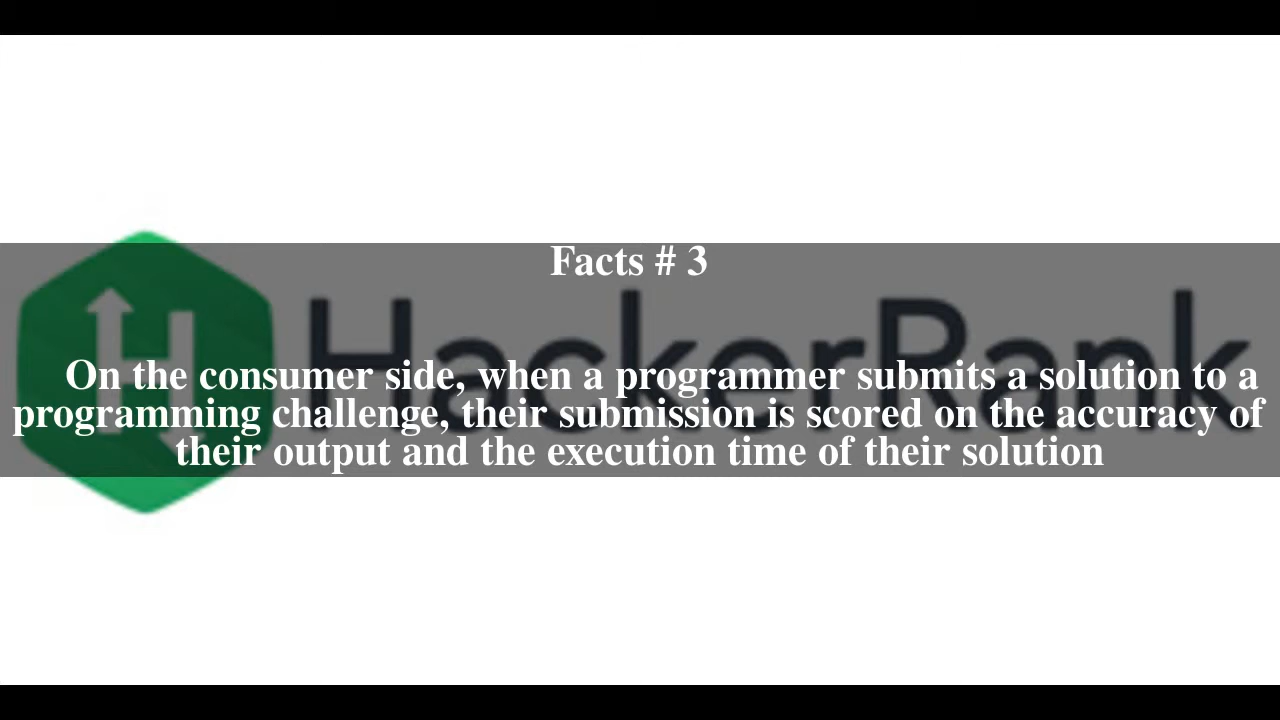 Facts # 3
HackerRank
On the consumer side, when a programmer submits a solution to a
programming challenge, their submission is scored on the accuracy of
their output and the execution time of their solution